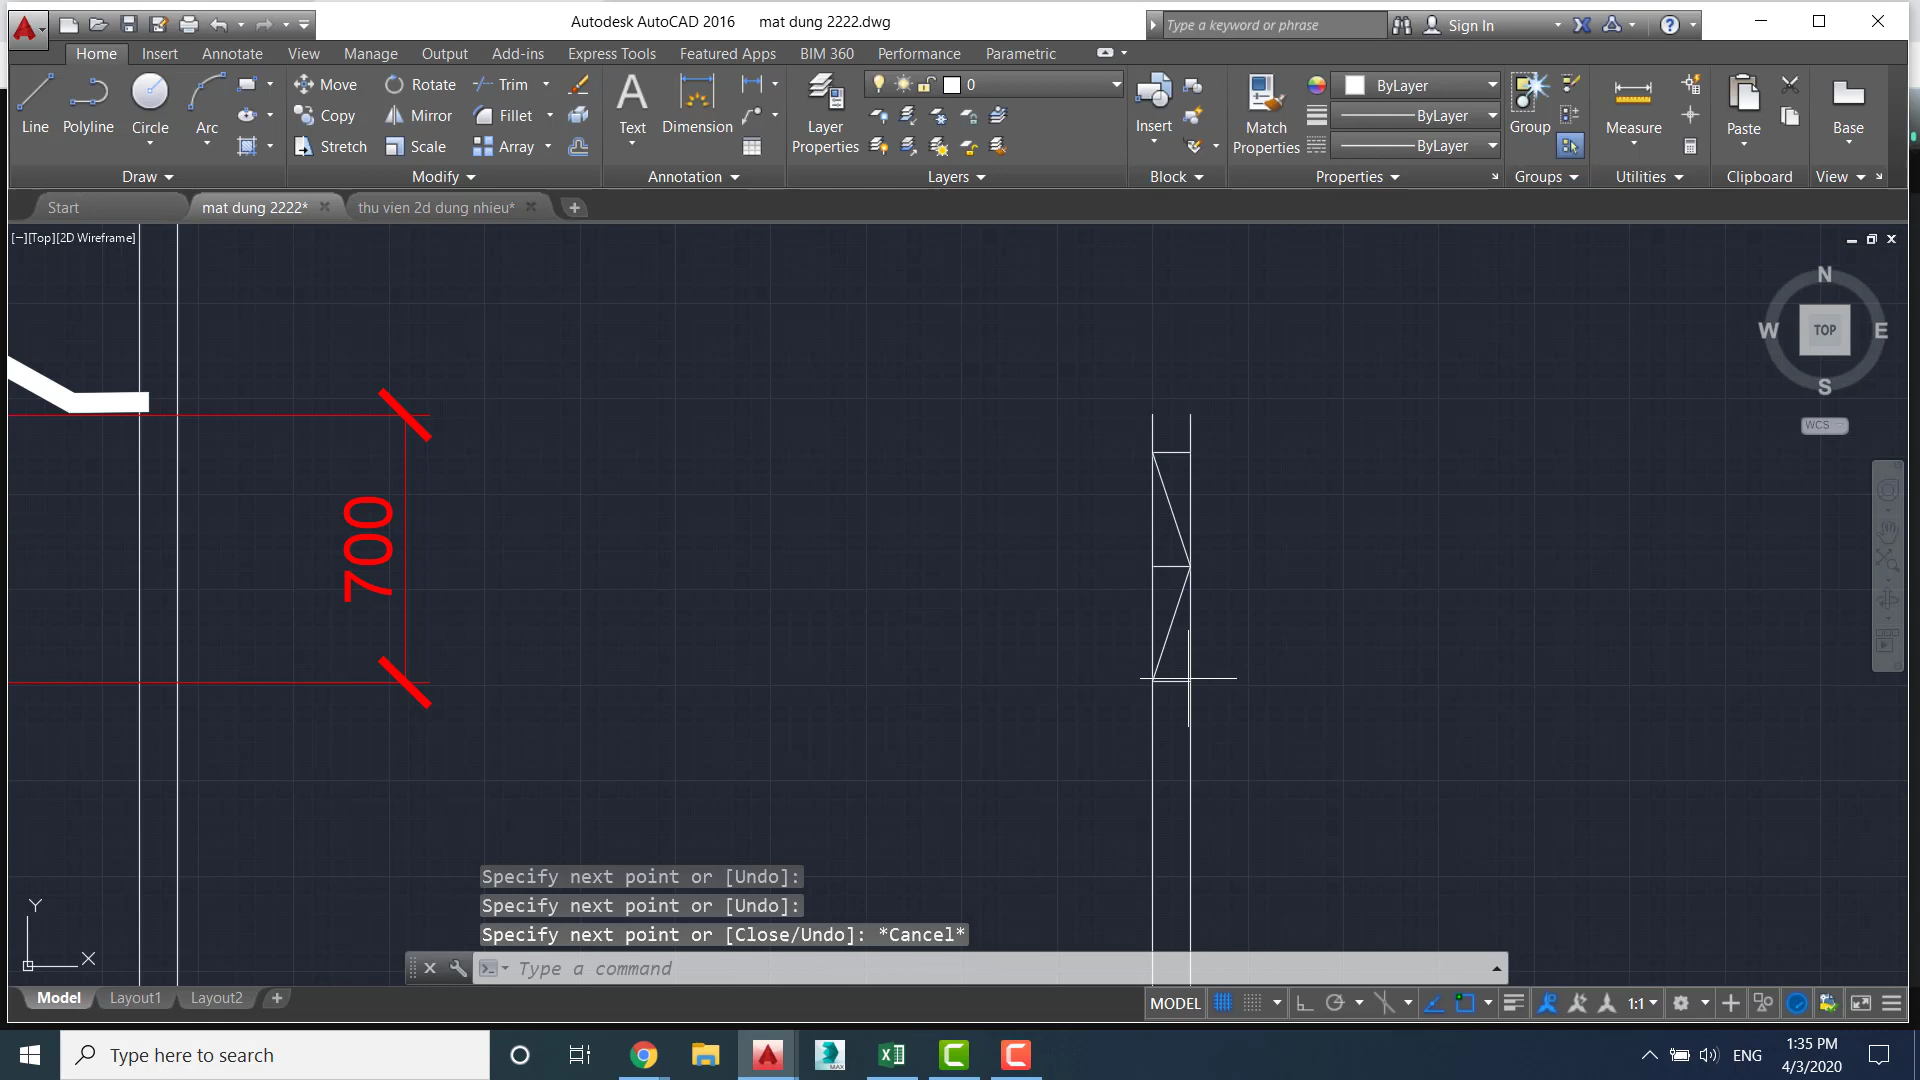 Autodesk AutoCAD 2016 mat dung 2222.dwg
Type a keyword or phrase
Sign In
Home Insert Annotate View Manage Output Add-ins Express Tools Featured Apps BIM 360 Performance Parametric
Line Polyline Circle Arc
Move Rotate Trim
Copy Mirror Fillet
Stretch Scale Array
Text Dimension
Layer Properties
0
Insert
Match Properties
ByLayer
ByLayer
ByLayer
Group Measure Paste Base
Draw Modify Annotation Layers Block Properties Groups Utilities Clipboard View
Start mat dung 2222* thu vien 2d dung nhieu*
[−][Top][2D Wireframe]
N
W TOP E
S
WCS
700
Y
X
Specify next point or [Undo]:
Specify next point or [Undo]:
Specify next point or [Close/Undo]: *Cancel*
Type a command
Model Layout1 Layout2
MODEL 1:1
Type here to search
MAX
ENG
1:35 PM
4/3/2020